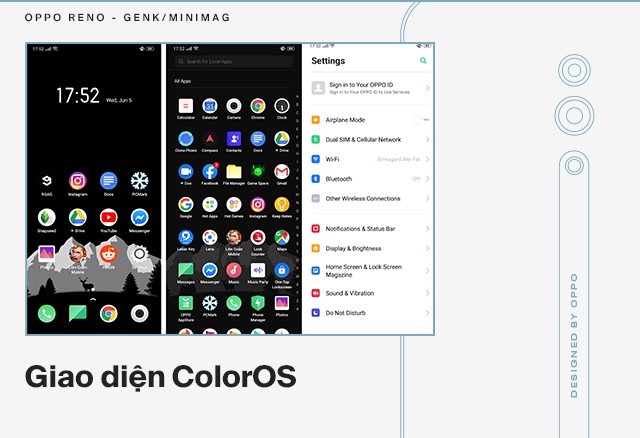 OPPO RENO - GENK/MINIMAG
17:52
17:52 Wed, Jun 5
9GAG Instagram Docs PCMark
Snapseed Drive YouTube Messenger
17:52
Search for Local Apps
All Apps
Calculator Calendar Camera Chrome Clock
Clone Phone Compass Contacts Docs Drive
Duo Facebook File Manager Game Space Gmail
Google Hot Apps Hot Games Instagram Keep Notes
Laban Key Lens Liên Quân Mobile Look Counter Maps
Messages Messenger Music Music Party One-Tap Lockscreen
OPPO AppStore PCMark Phone Phone Manager Photos
17:52
Settings
Sign in to Your OPPO ID
Sign in to Your OPPO ID to Use Services
Airplane Mode
Dual SIM & Cellular Network
Wi-Fi
Bluetooth Off
Other Wireless Connections
Notifications & Status Bar
Display & Brightness
Home Screen & Lock Screen
Magazine
Sound & Vibration
Do Not Disturb
DESIGNED BY OPPO
Giao diện ColorOS